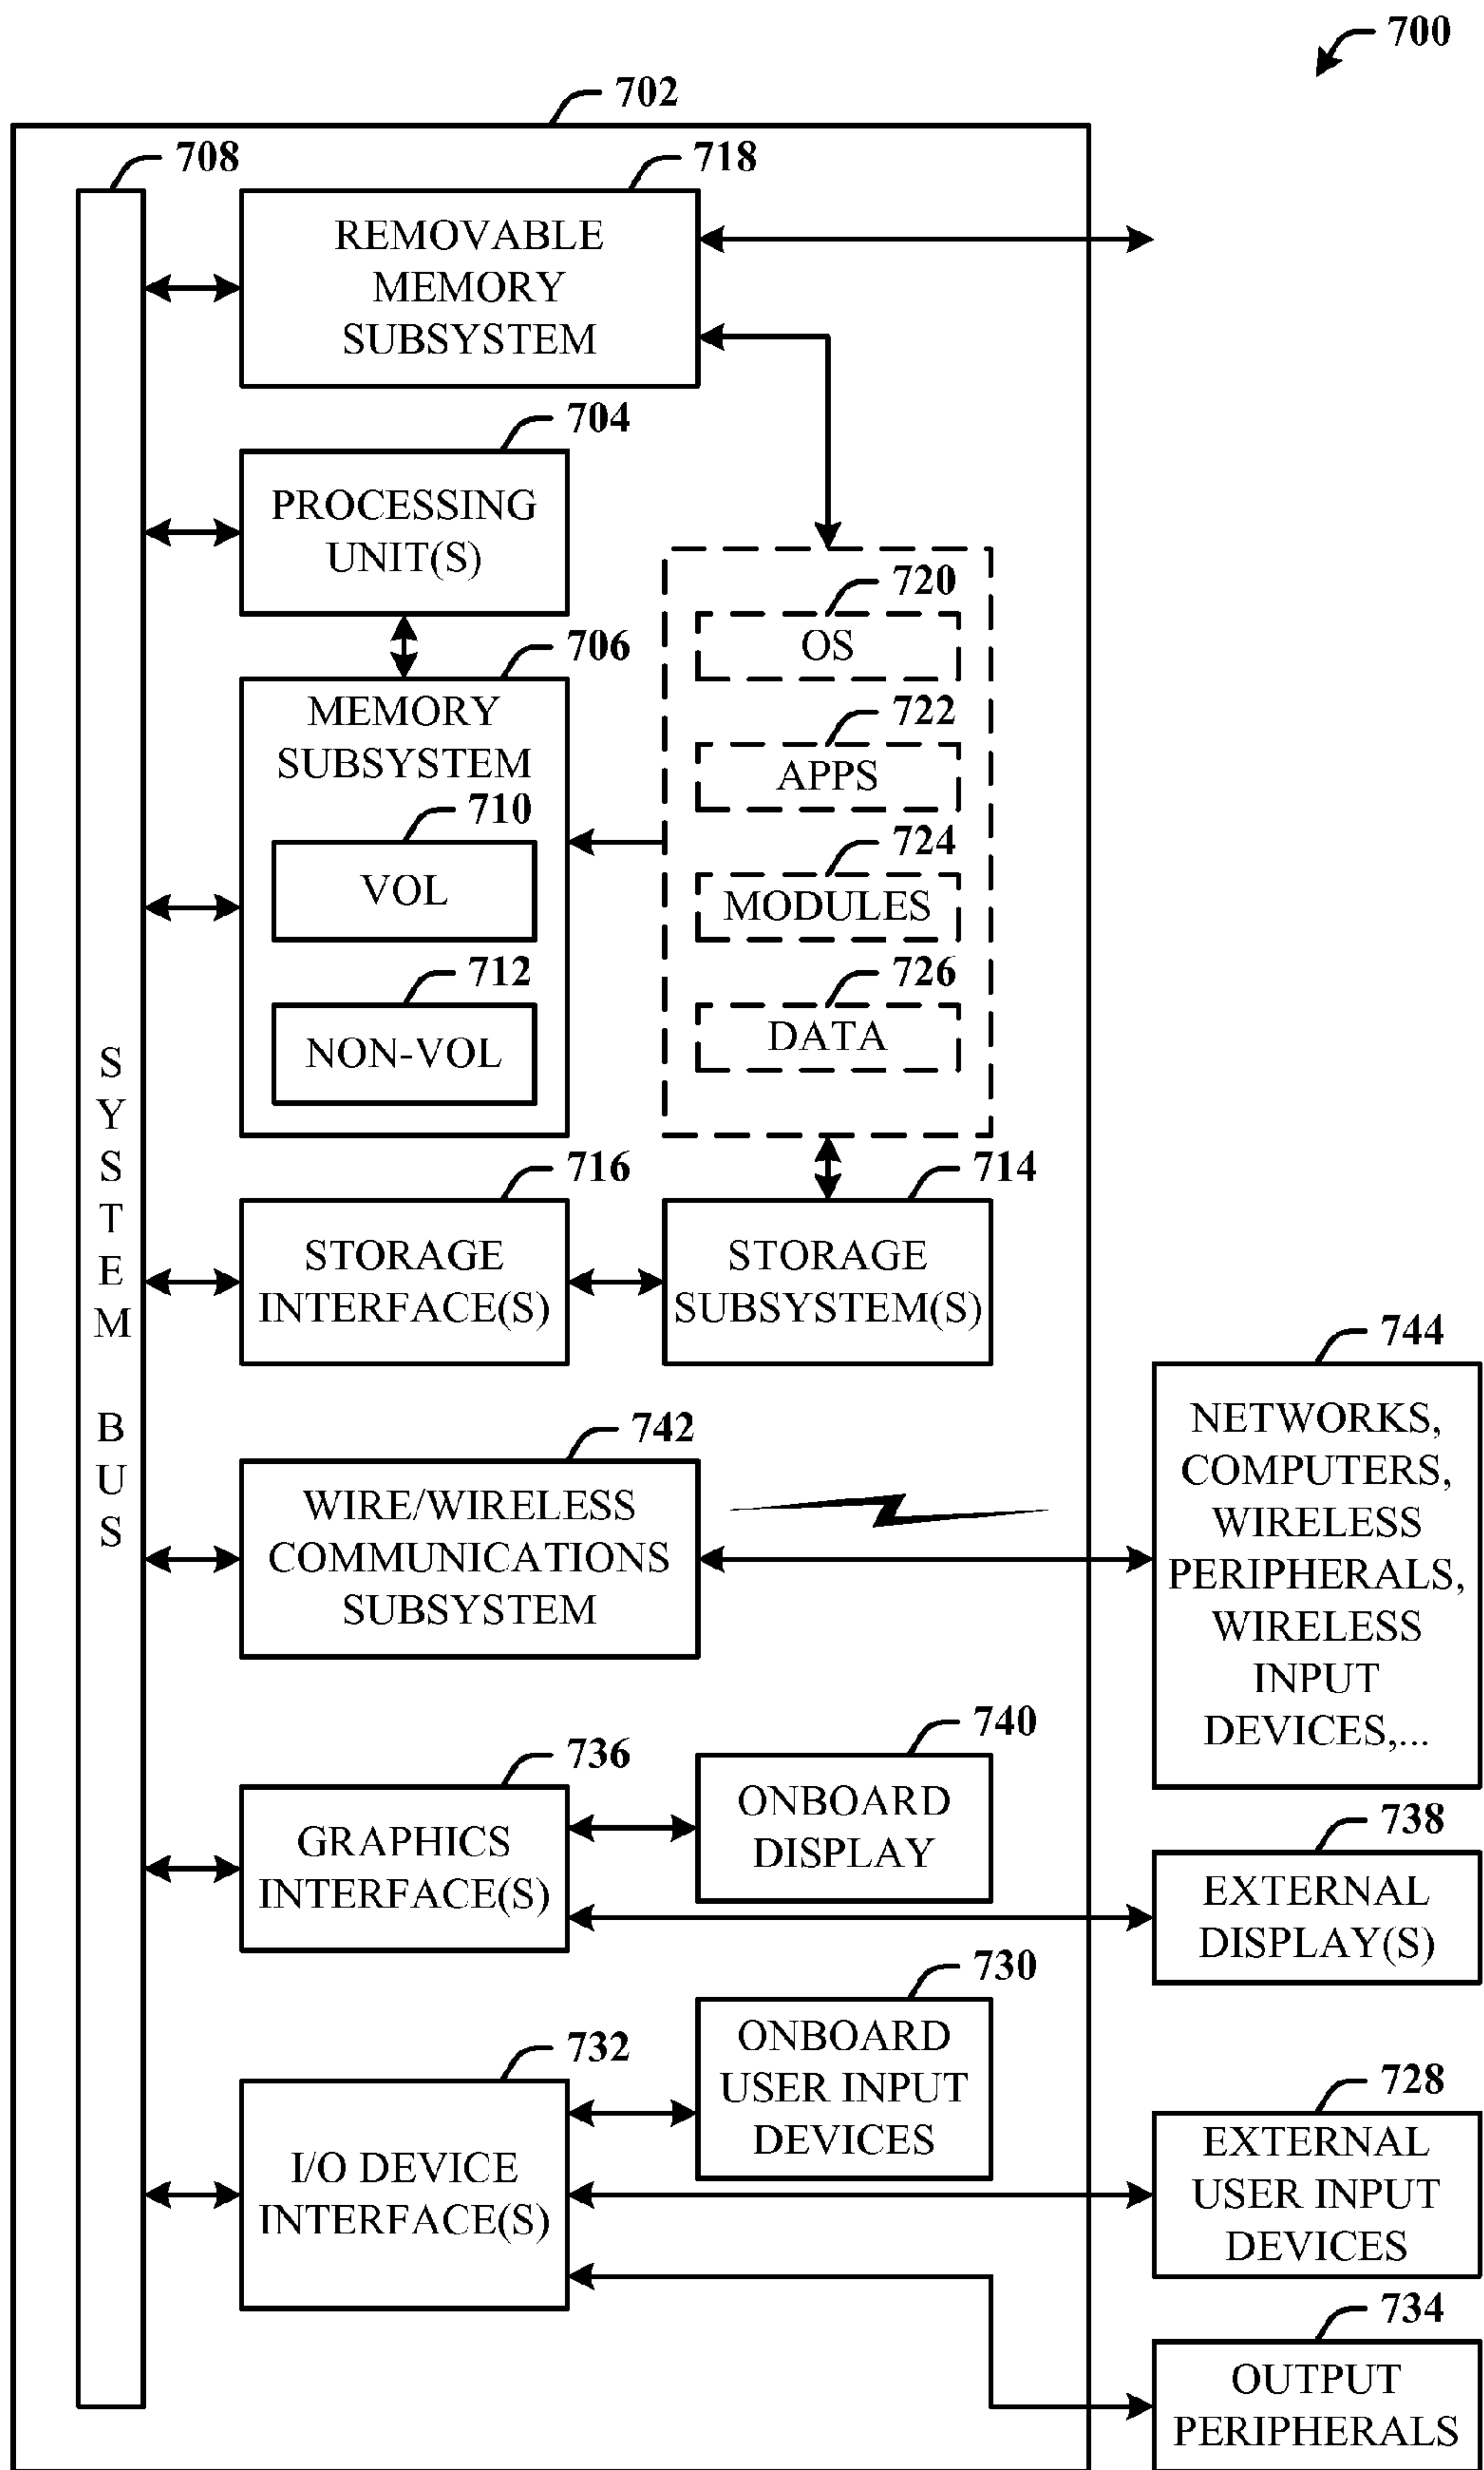 700
702
708
718
REMOVABLE
MEMORY
SUBSYSTEM
704
PROCESSING
UNIT(S)
706
MEMORY
SUBSYSTEM
710
VOL
712
NON-VOL
720
OS
722
APPS
724
MODULES
726
DATA
716
STORAGE
INTERFACE(S)
714
STORAGE
SUBSYSTEM(S)
SYSTEM BUS
742
WIRE/WIRELESS
COMMUNICATIONS
SUBSYSTEM
744
NETWORKS,
COMPUTERS,
WIRELESS
PERIPHERALS,
WIRELESS
INPUT
DEVICES,...
736
GRAPHICS
INTERFACE(S)
740
ONBOARD
DISPLAY
738
EXTERNAL
DISPLAY(S)
732
I/O DEVICE
INTERFACE(S)
730
ONBOARD
USER INPUT
DEVICES
728
EXTERNAL
USER INPUT
DEVICES
734
OUTPUT
PERIPHERALS